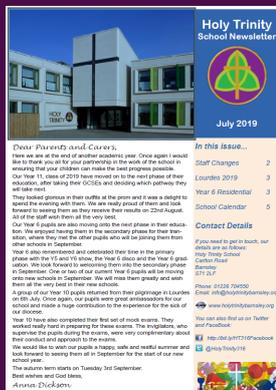 Holy Trinity
School Newsletter
July 2019
HOLY
TRINITY
Dear Parents and Carers,
Here we are at the end of another academic year. Once again I would
like to thank you all for your partnership in the work of the school in
ensuring that your children can make the best progress possible.
Our Year 11, class of 2019 have moved on to the next phase of their
education, after taking their GCSEs and deciding which pathway they
will take next.
They looked glorious in their outfits at the prom and it was a delight to
spend the evening with them. We are really proud of them and look
forward to seeing them as they receive their results on 22nd August.
All of the staff wish them all the very best.
Our Year 6 pupils are also moving onto the next phase in their educa-
tion. We enjoyed having them in the secondary phase for their tran-
sition, where they met the other pupils who will be joining them from
other schools in September.
Year 6 also remembered and celebrated their time in the primary
phase with the Y5 and Y6 show, the Year 6 disco and the Year 6 grad-
uation. We look forward to welcoming them into the secondary phase
in September. One or two of our current Year 6 pupils will be moving
onto new schools in September. We will miss them greatly and wish
them all the very best in their new schools.
A group of our Year 10 pupils returned from their pilgrimage in Lourdes
on 6th July. Once again, our pupils were great ambassadors for our
school and made a huge contribution to the experience for the sick of
our diocese.
Year 10 have also completed their first set of mock exams. They
worked really hard in preparing for these exams. The invigilators, who
supervise the pupils during the exams, were very complimentary about
their conduct and approach to the exams.
We would like to wish our pupils a happy, safe and restful summer and
look forward to seeing them all in September for the start of our new
school year.
The autumn term starts on Tuesday 3rd September.
Best wishes and God bless,
Anna Dickson
In this issue...
Staff Changes 2
Lourdes 2019 3
Year 6 Residential 3
School Calendar 5
Contact Details
If you need to get in touch, our
details are as follows:
Holy Trinity School
Carlton Road
Barnsley
S71 2LF
Phone: 01226 704500
www.holytrinitybarnsley.org
You can also find us on Twitter
and FaceBook:
http://bit.ly/HT316Facebook
@HolyTrinity316